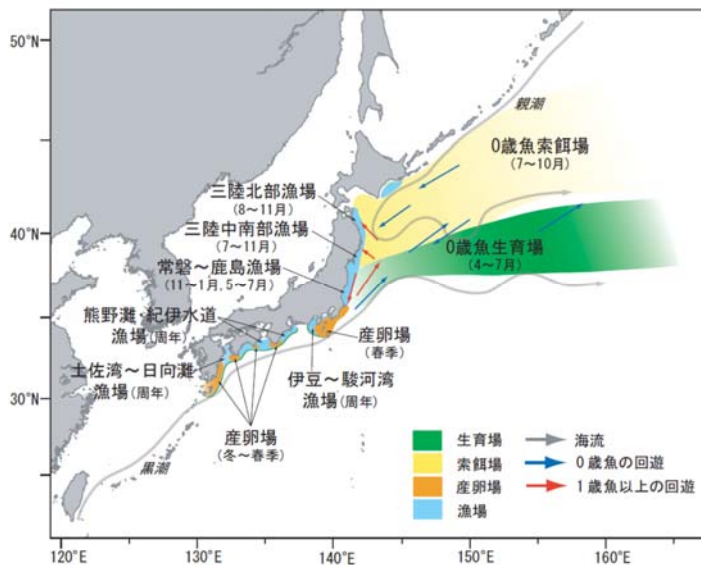 50°N
親潮
0歳魚索餌場
(7～10月)
三陸北部漁場
(8～11月)
三陸中南部漁場
(7～11月)
40°N
0歳魚生育場
(4～7月)
常磐～鹿島漁場
(11～1月,5～7月)
熊野灘・紀伊水道
漁場(周年)
産卵場
(春季)
土佐湾～日向灘
漁場(周年)
伊豆～駿河湾
漁場(周年)
30°N
産卵場
(冬～春季)
黒潮
生育場
索餌場
産卵場
漁場
海流
0歳魚の回遊
1歳魚以上の回遊
120°E
130°E
140°E
150°E
160°E